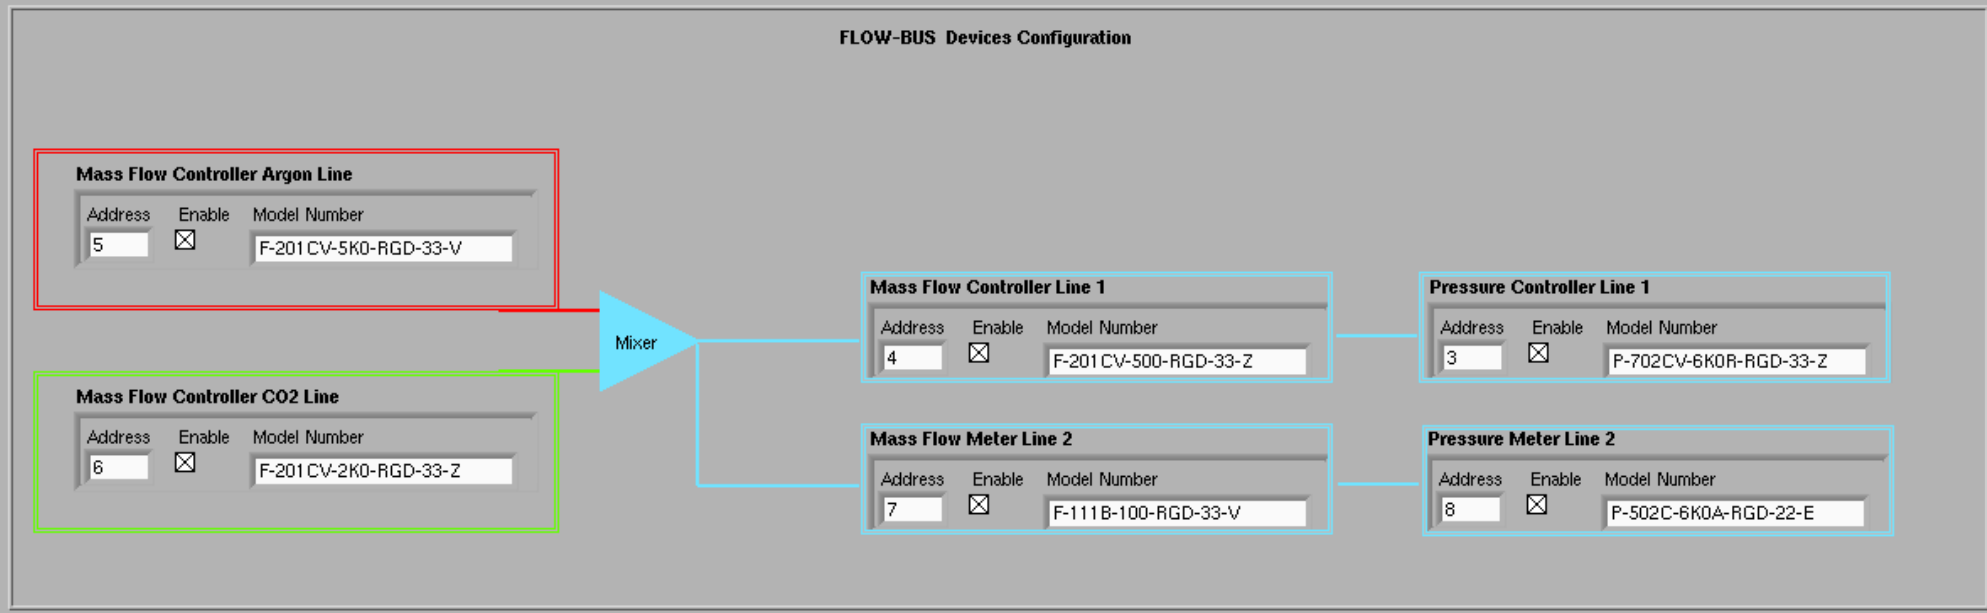 FLOW-BUS Devices Configuration
Mass Flow Controller Argon Line
Address Enable Model Number
5 F-201CV-5K0-RGD-33-V
Mass Flow Controller CO2 Line
Address Enable Model Number
6 F-201CV-2K0-RGD-33-Z
Mixer
Mass Flow Controller Line 1
Address Enable Model Number
4 F-201CV-500-RGD-33-Z
Pressure Controller Line 1
Address Enable Model Number
3 P-702CV-6K0R-RGD-33-Z
Mass Flow Meter Line 2
Address Enable Model Number
7 F-111B-100-RGD-33-V
Pressure Meter Line 2
Address Enable Model Number
8 P-502C-6K0A-RGD-22-E